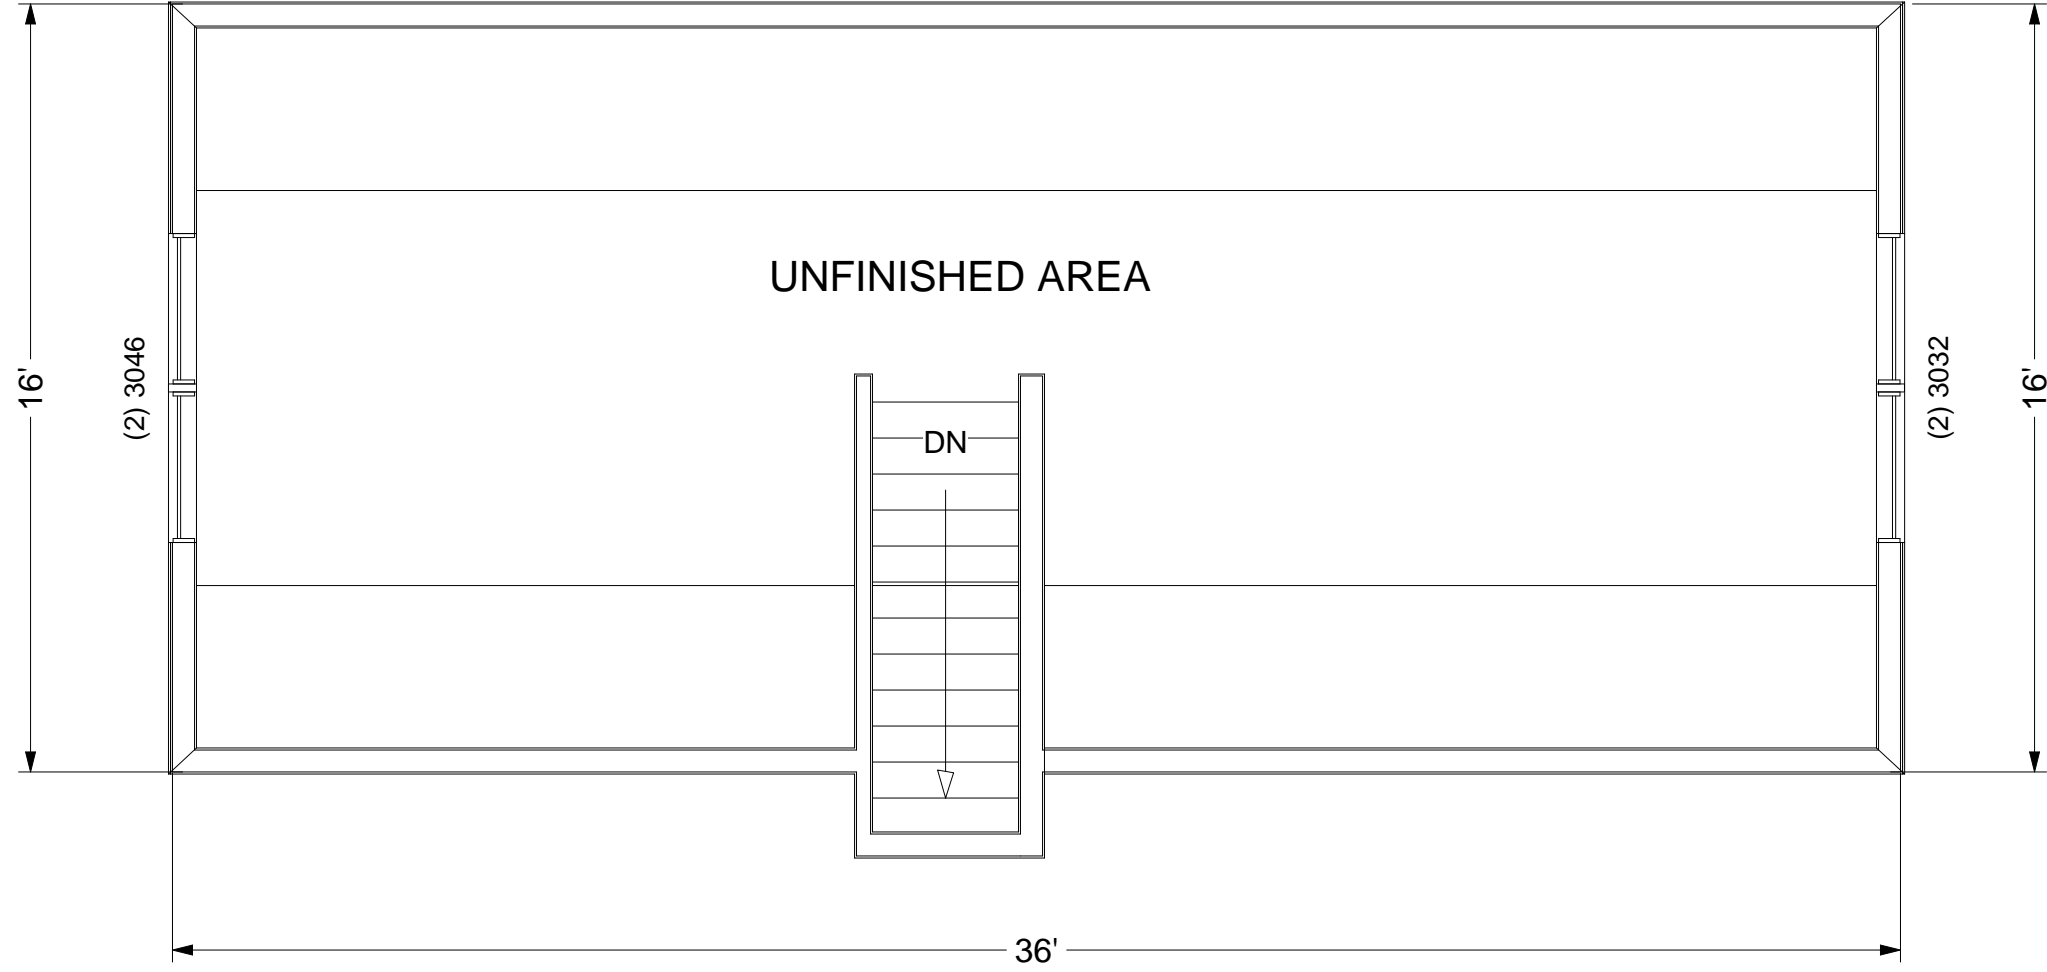 UNFINISHED AREA
16'
(2) 3046
DN
(2) 3032
16'
36'